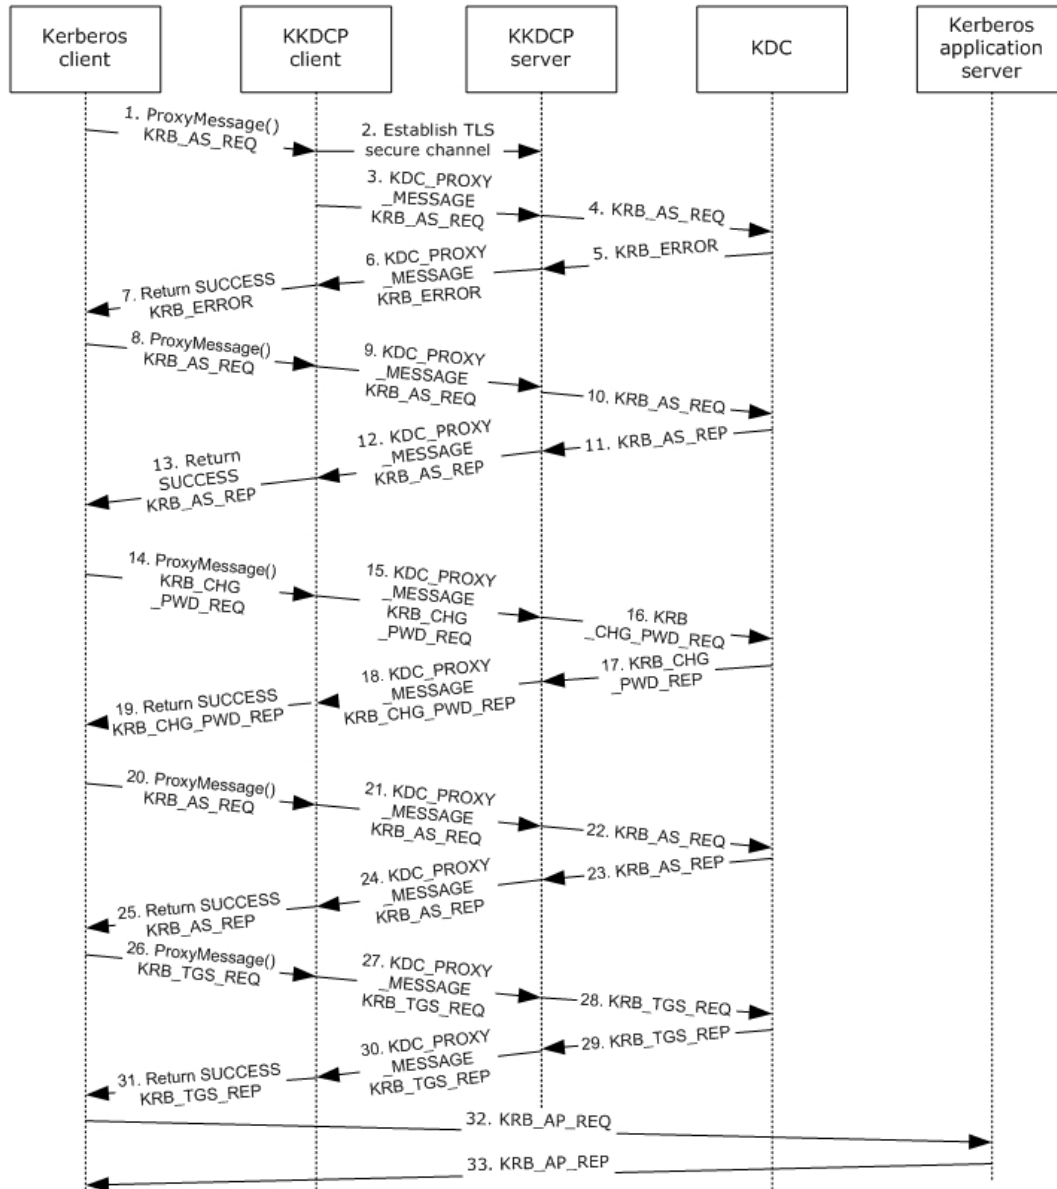 Kerberos
client
KKDCP
client
KKDCP
server
KDC
Kerberos
application
server
1. ProxyMessage()
KRB_AS_REQ
2. Establish TLS
secure channel
3. KDC_PROXY
_MESSAGE
KRB_AS_REQ
4. KRB_AS_REQ
5. KRB_ERROR
6. KDC_PROXY
_MESSAGE
KRB_ERROR
7. Return SUCCESS
KRB_ERROR
8. ProxyMessage()
KRB_AS_REQ
9. KDC_PROXY
_MESSAGE
KRB_AS_REQ
10. KRB_AS_REQ
11. KRB_AS_REP
12. KDC_PROXY
_MESSAGE
KRB_AS_REP
13. Return
SUCCESS
KRB_AS_REP
14. ProxyMessage()
KRB_CHG
_PWD_REQ
15. KDC_PROXY
_MESSAGE
KRB_CHG
_PWD_REQ
16. KRB
_CHG_PWD_REQ
17. KRB_CHG
_PWD_REP
18. KDC_PROXY
_MESSAGE
KRB_CHG_PWD_REP
19. Return SUCCESS
KRB_CHG_PWD_REP
20. ProxyMessage()
KRB_AS_REQ
21. KDC_PROXY
_MESSAGE
KRB_AS_REQ
22. KRB_AS_REQ
23. KRB_AS_REP
24. KDC_PROXY
_MESSAGE
KRB_AS_REP
25. Return SUCCESS
KRB_AS_REP
26. ProxyMessage()
KRB_TGS_REQ
27. KDC_PROXY
_MESSAGE
KRB_TGS_REQ
28. KRB_TGS_REQ
29. KRB_TGS_REP
30. KDC_PROXY
_MESSAGE
KRB_TGS_REP
31. Return SUCCESS
KRB_TGS_REP
32. KRB_AP_REQ
33. KRB_AP_REP